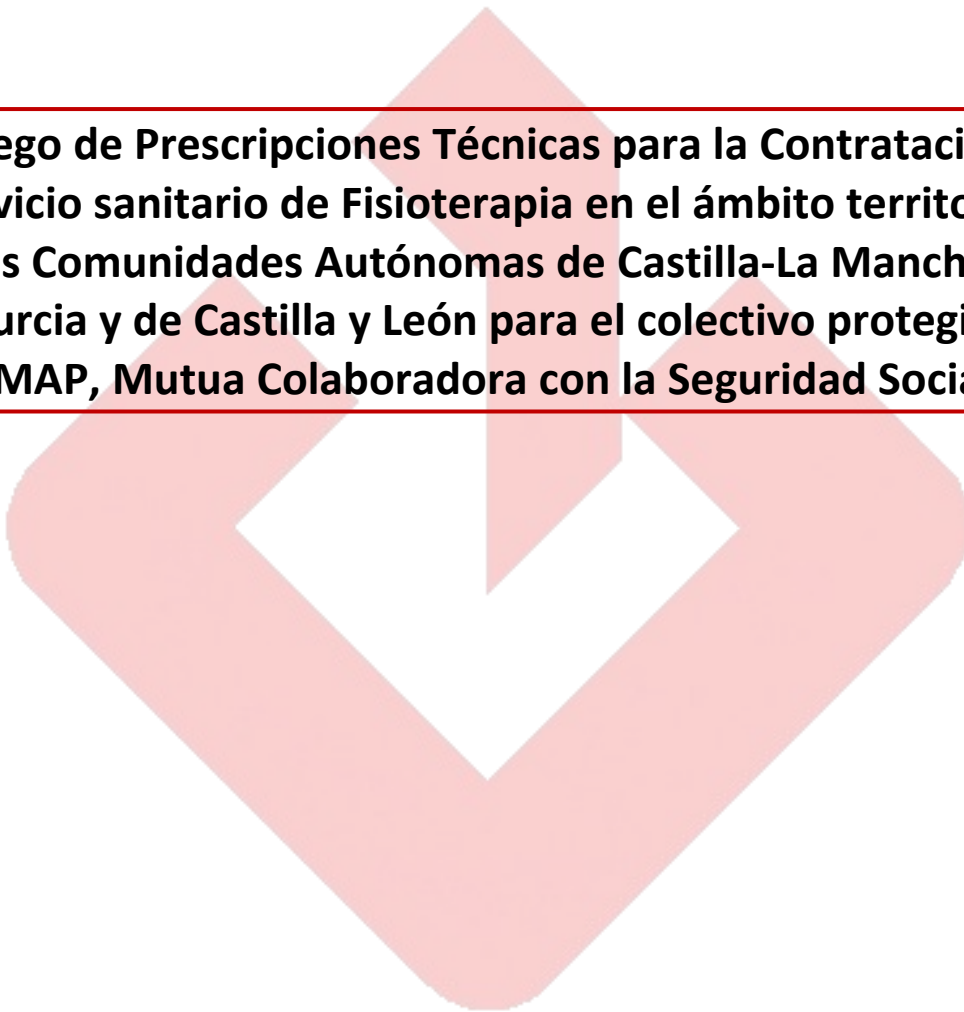 ego de Prescripciones Técnicas para la Contrataci
vicio sanitario de Fisioterapia en el ámbito territo
s Comunidades Autónomas de Castilla-La Manch
urcia y de Castilla y León para el colectivo protegi
MAP, Mutua Colaboradora con la Seguridad Socia